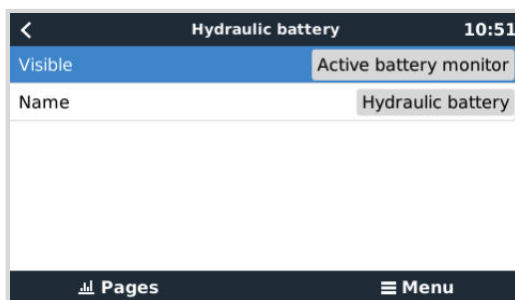 Hydraulic battery 10:51
Visible Active battery monitor
Name Hydraulic battery
Pages Menu